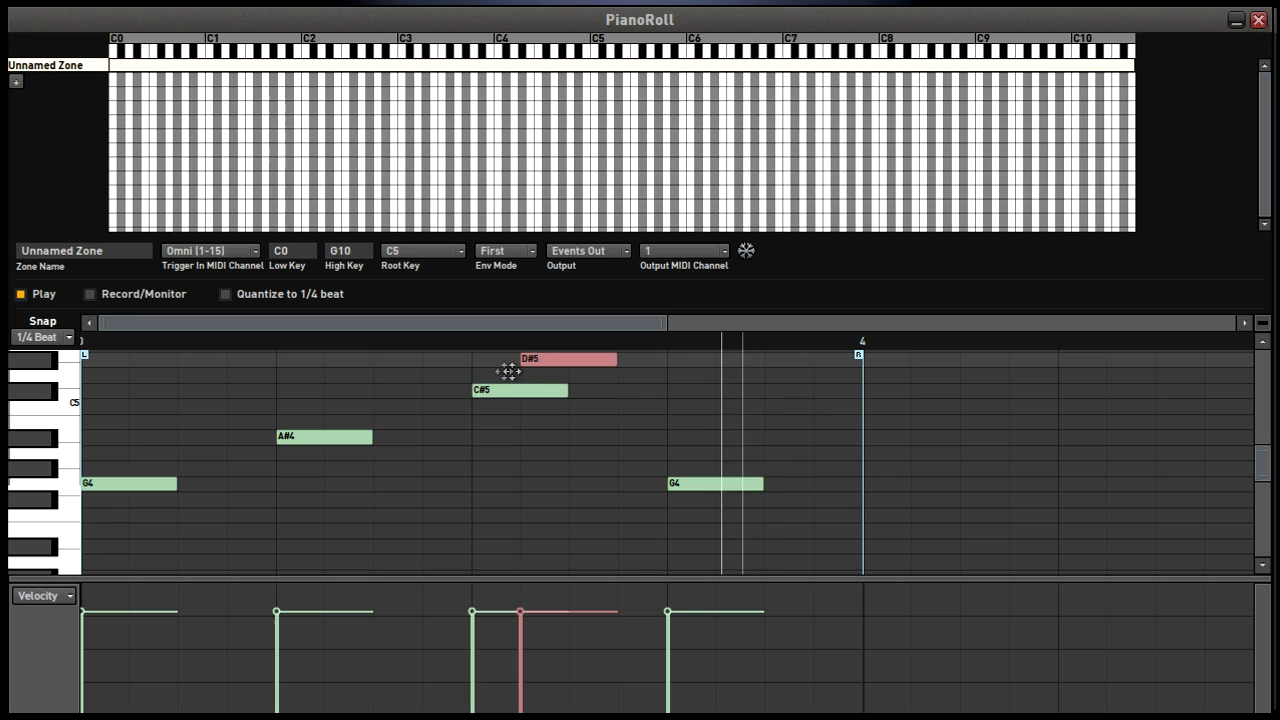 PianoRoll
C0 C1 C2 C3 C4 C5 C6 C7 C8 C9 C10
Unnamed Zone
+
Unnamed Zone Omni (1-15) C0 G10 C5 First Events Out 1
Zone Name Trigger In MIDI Channel Low Key High Key Root Key Env Mode Output Output MIDI Channel
Play Record/Monitor Quantize to 1/4 beat
Snap
1/4 Beat
0 4
L R
D#5
C#5
C5
A#4
G4 G4
Velocity